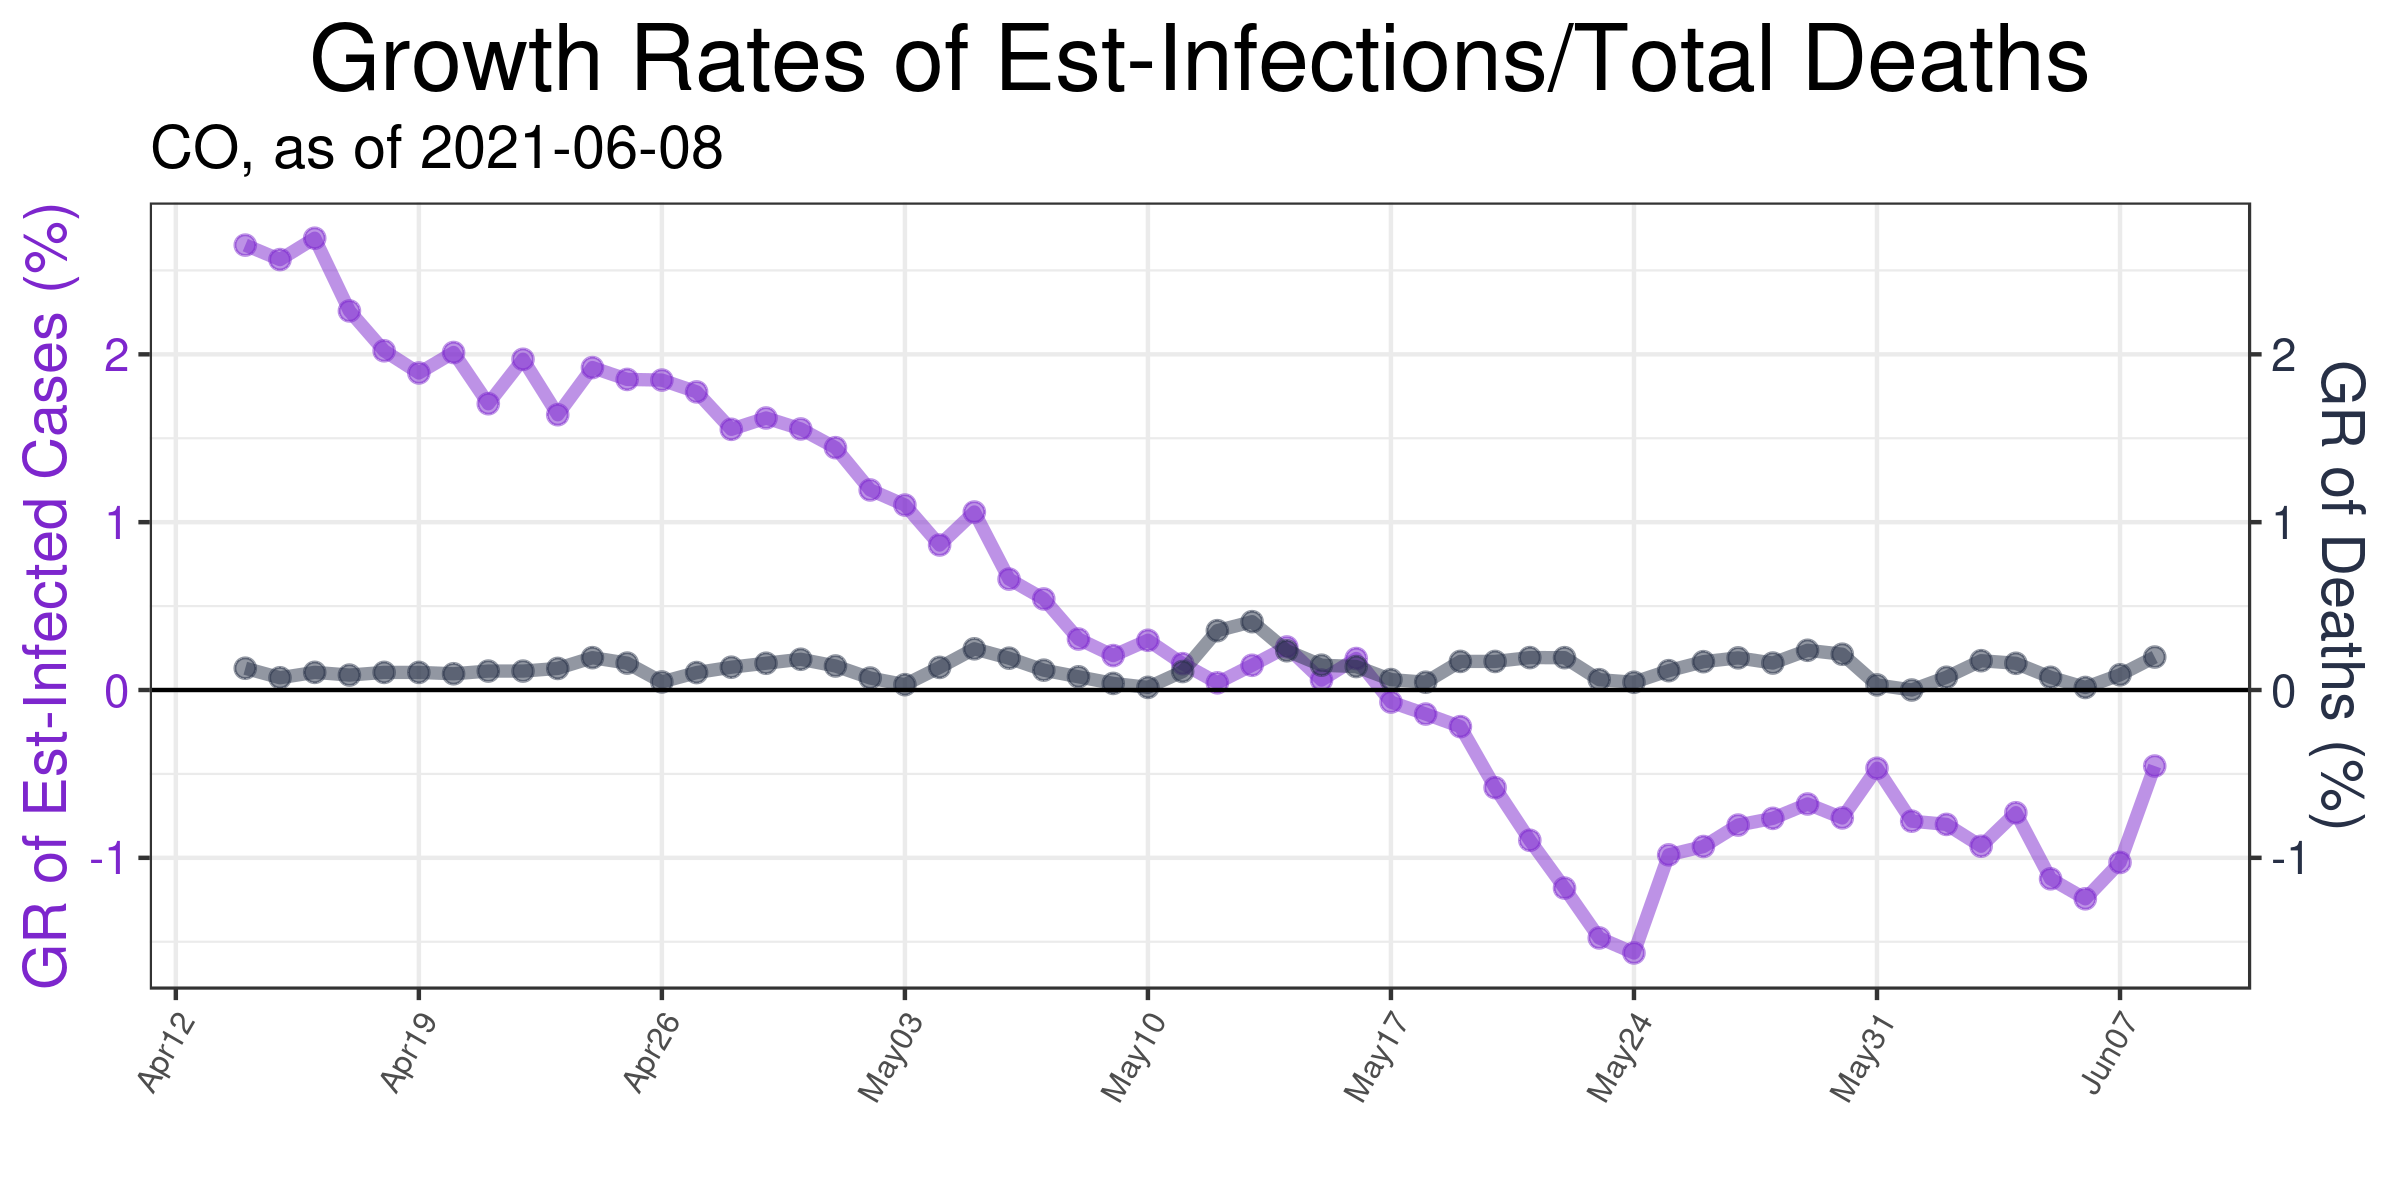 Growth Rates of Est-Infections/Total Deaths
CO, as of 2021-06-08
GR of Est-Infected Cases (%)
2
1
0
-1
2
1
0
-1
GR of Deaths (%)
Apr12
Apr19
Apr26
May03
May10
May17
May24
May31
Jun07